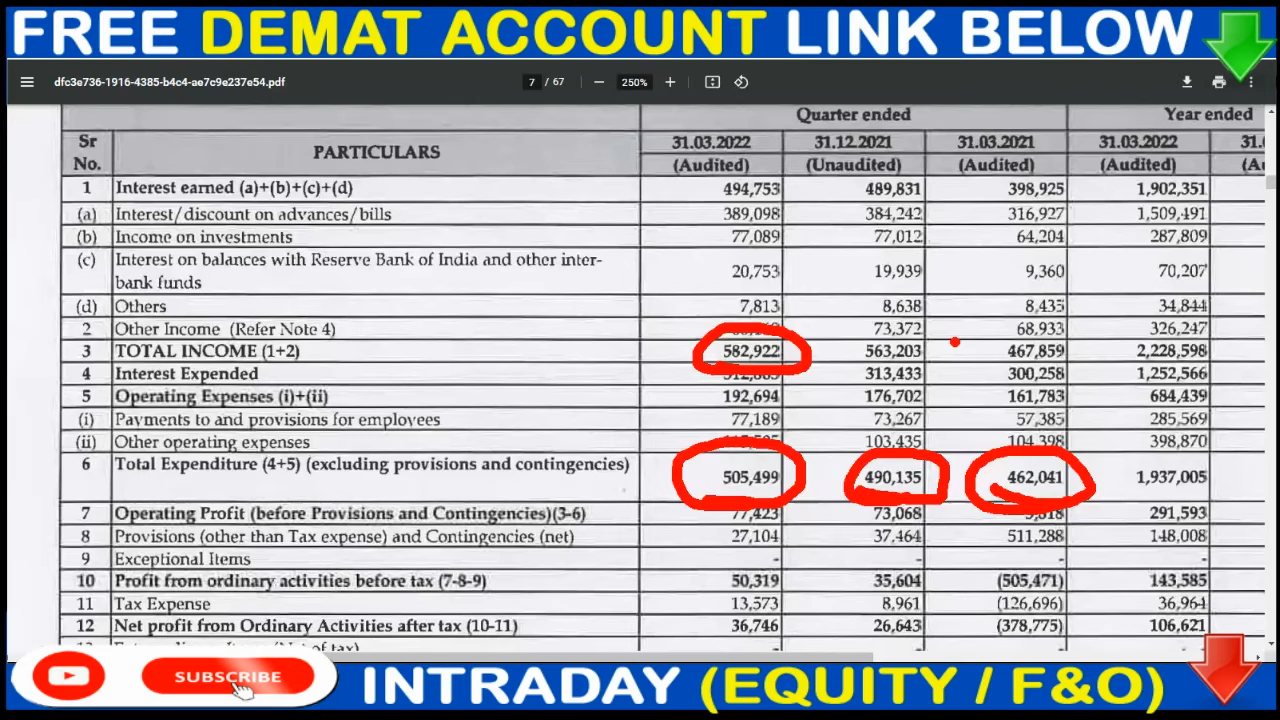 FREE DEMAT ACCOUNT LINK BELOW
dfc3e736-1916-4385-b4c4-ae7c9e237e54.pdf 7 / 67 250%
Quarter ended Year ended
Sr No. PARTICULARS 31.03.2022 31.12.2021 31.03.2021 31.03.2022
(Audited) (Unaudited) (Audited) (Audited)
1 Interest earned (a)+(b)+(c)+(d) 494,753 489,831 398,925 1,902,351
(a) Interest/discount on advances/bills 389,098 384,242 316,927 1,509,491
(b) Income on investments 77,089 77,012 64,204 287,809
(c) Interest on balances with Reserve Bank of India and other inter-
bank funds 20,753 19,939 9,360 70,207
(d) Others 7,813 8,638 8,435 34,844
2 Other Income (Refer Note 4) 73,372 68,933 326,247
3 TOTAL INCOME (1+2) 582,922 563,203 467,859 2,228,598
4 Interest Expended 313,433 300,258 1,252,566
5 Operating Expenses (i)+(ii) 192,694 176,702 161,783 684,439
(i) Payments to and provisions for employees 77,189 73,267 57,385 285,569
(ii) Other operating expenses 103,435 104,398 398,870
6 Total Expenditure (4+5) (excluding provisions and contingencies) 505,499 490,135 462,041 1,937,005
7 Operating Profit (before Provisions and Contingencies)(3-6) 77,423 73,068 291,593
8 Provisions (other than Tax expense) and Contingencies (net) 27,104 37,464 511,288 148,008
9 Exceptional Items - - - -
10 Profit from ordinary activities before tax (7-8-9) 50,319 35,604 (505,471) 143,585
11 Tax Expense 13,573 8,961 (126,696) 36,964
12 Net profit from Ordinary Activities after tax (10-11) 36,746 26,643 (378,775) 106,621
SUBSCRIBE
INTRADAY (EQUITY / F&O)